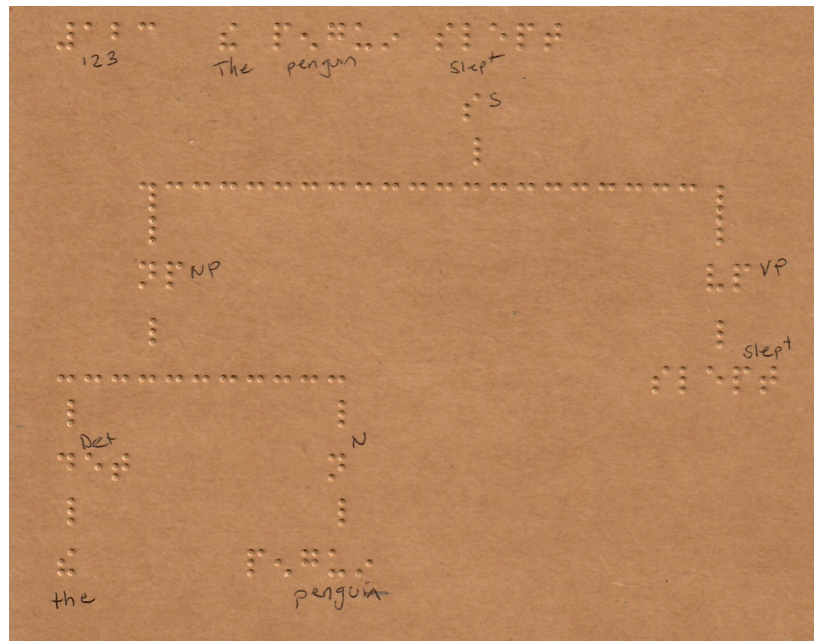 123 The penguin slept
S
NP VP
slept
Det N
the penguin